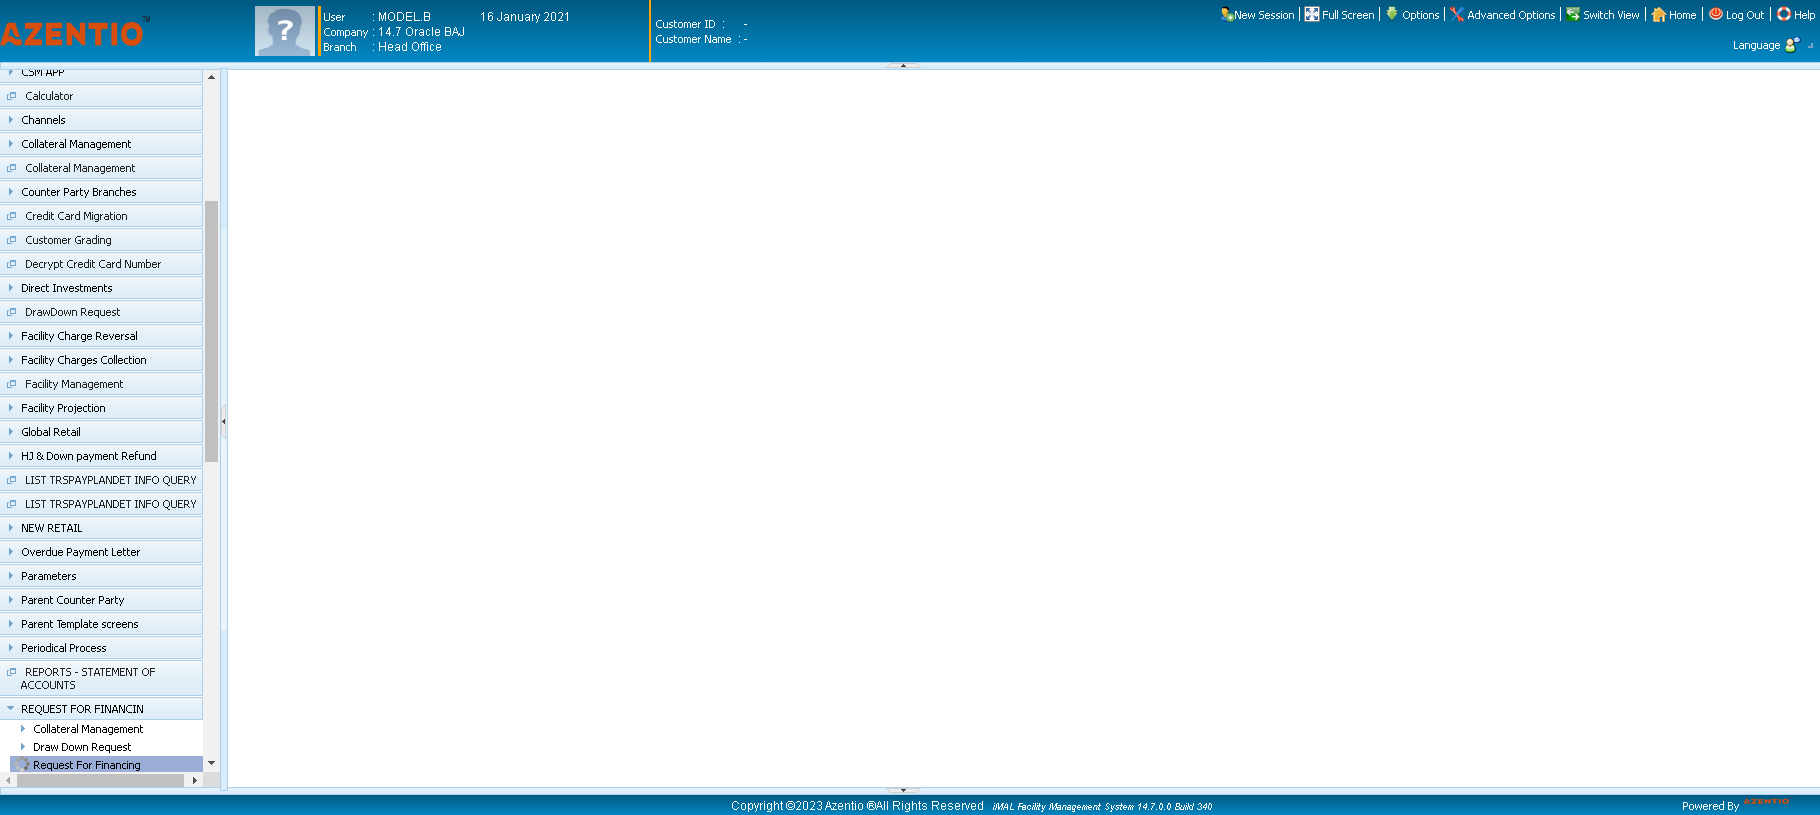 AZENTIO™
User : MODEL.B 16 January 2021
Company : 14.7 Oracle BAJ
Branch : Head Office
Customer ID : -
Customer Name : -
New Session | Full Screen | Options | Advanced Options | Switch View | Home | Log Out | Help
Language
CSM APP
Calculator
Channels
Collateral Management
Collateral Management
Counter Party Branches
Credit Card Migration
Customer Grading
Decrypt Credit Card Number
Direct Investments
DrawDown Request
Facility Charge Reversal
Facility Charges Collection
Facility Management
Facility Projection
Global Retail
HJ & Down payment Refund
LIST TRSPAYPLANDET INFO QUERY
LIST TRSPAYPLANDET INFO QUERY
NEW RETAIL
Overdue Payment Letter
Parameters
Parent Counter Party
Parent Template screens
Periodical Process
REPORTS - STATEMENT OF
ACCOUNTS
REQUEST FOR FINANCIN
Collateral Management
Draw Down Request
Request For Financing
Copyright ©2023 Azentio ®All Rights Reserved iMAL Facility Management System 14.7.0.0 Build 340
Powered By AZENTIO